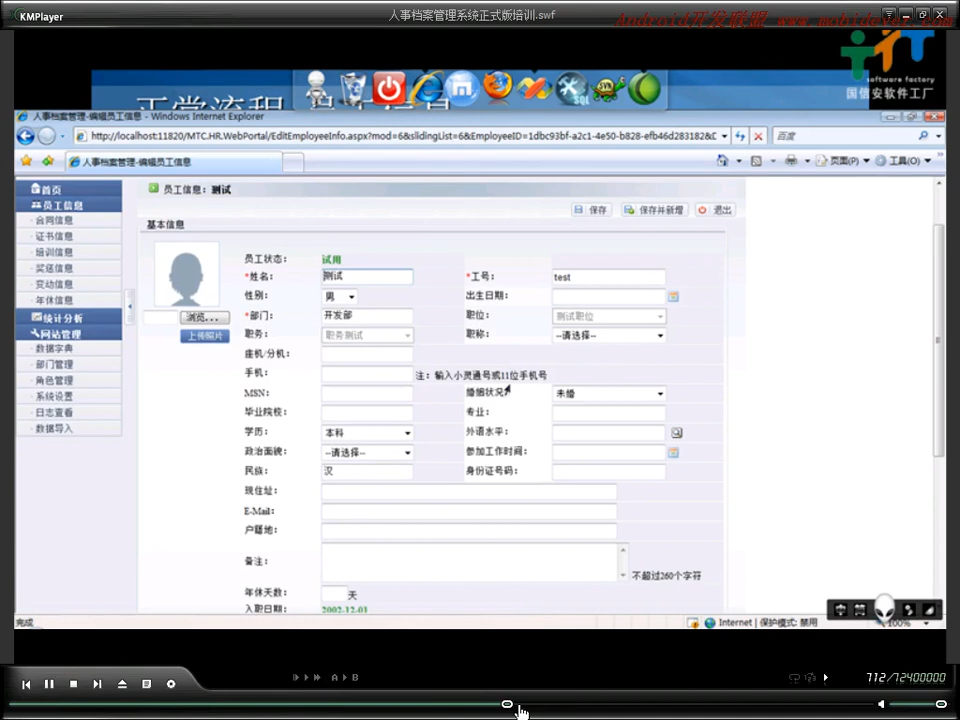 KMPlayer
人事档案管理系统正式版培训.swf
Android开发联盟 www.mobidever.com
software factory
国信安软件工厂
正常流程
SQL
人事档案管理-编辑员工信息 - Windows Internet Explorer
http://localhost:11820/MTC.HR.WebPortal/EditEmployeeInfo.aspx?mod=6&slidingList=6&EmployeeID=1dbc93bf-a2c1-4e50-b828-efb46d283182&E
百度
人事档案管理-编辑员工信息
页面(P) 工具(O)
首页
员工信息
合同信息
证书信息
培训信息
奖惩信息
变动信息
年休信息
统计分析
网站管理
数据字典
部门管理
角色管理
系统设置
日志查看
数据导入
员工信息：测试
保存 保存并新增 退出
基本信息
浏览...
上传照片
员工状态： 试用
*姓名： 测试 *工号： test
性别： 男 出生日期：
*部门： 开发部 职位： 测试职位
职务： 职务测试 职称： --请选择--
座机/分机：
手机： 注：输入小灵通号或11位手机号
MSN： 婚姻状况： 未婚
毕业院校： 专业：
学历： 本科 外语水平：
政治面貌： --请选择-- 参加工作时间：
民族： 汉 身份证号码：
现住址：
E-Mail：
户籍地：
备注： 不超过260个字符
年休天数： 天
入职日期： 2002-12-01
完成
Internet | 保护模式: 禁用
100%
A B
712/72400000